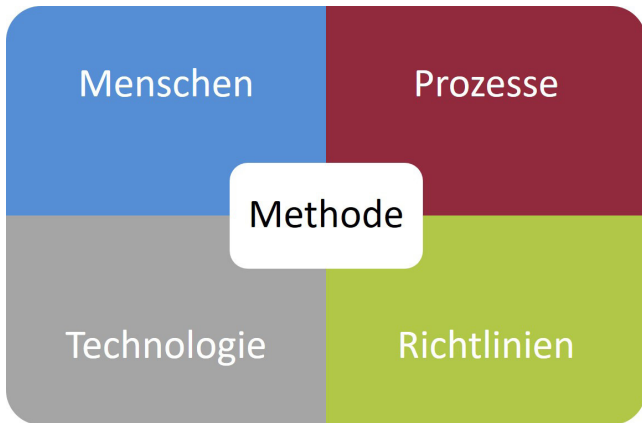 Menschen
Prozesse
Methode
Technologie
Richtlinien